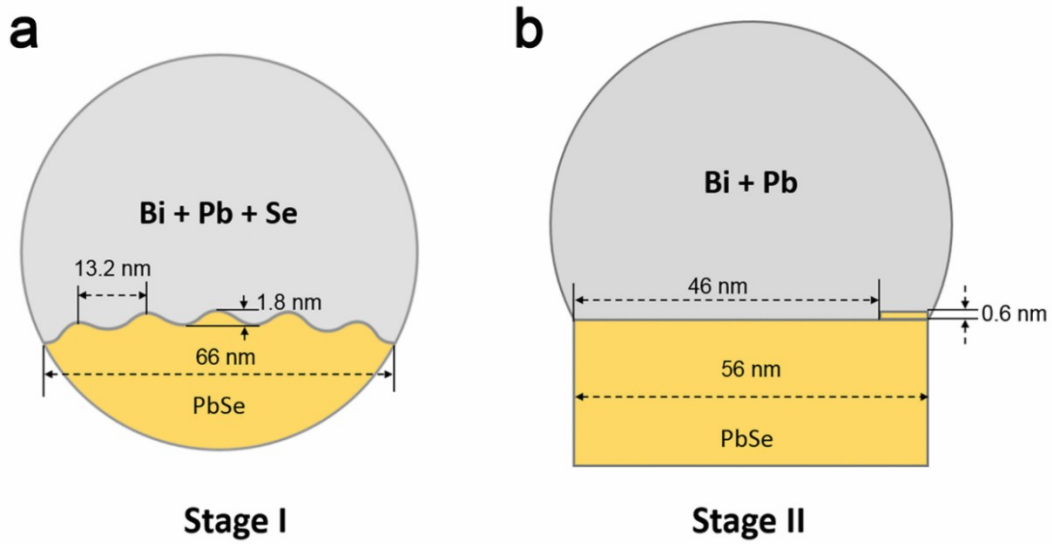 a
Bi + Pb + Se
13.2 nm
1.8 nm
66 nm
PbSe
Stage I
b
Bi + Pb
46 nm
0.6 nm
56 nm
PbSe
Stage II